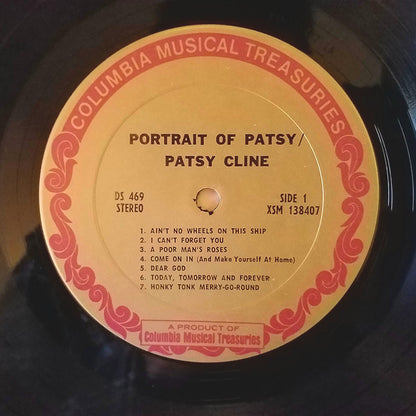 COLUMBIA MUSICAL TREASURIES
PORTRAIT OF PATSY/
PATSY CLINE
DS 469
STEREO
SIDE 1
XSM 138407
1. AIN'T NO WHEELS ON THIS SHIP
2. I CAN'T FORGET YOU
3. A POOR MAN'S ROSES
4. COME ON IN (And Make Yourself At Home)
5. DEAR GOD
6. TODAY, TOMORROW AND FOREVER
7. HONKY TONK MERRY-GO-ROUND
A PRODUCT OF
Columbia Musical Treasuries